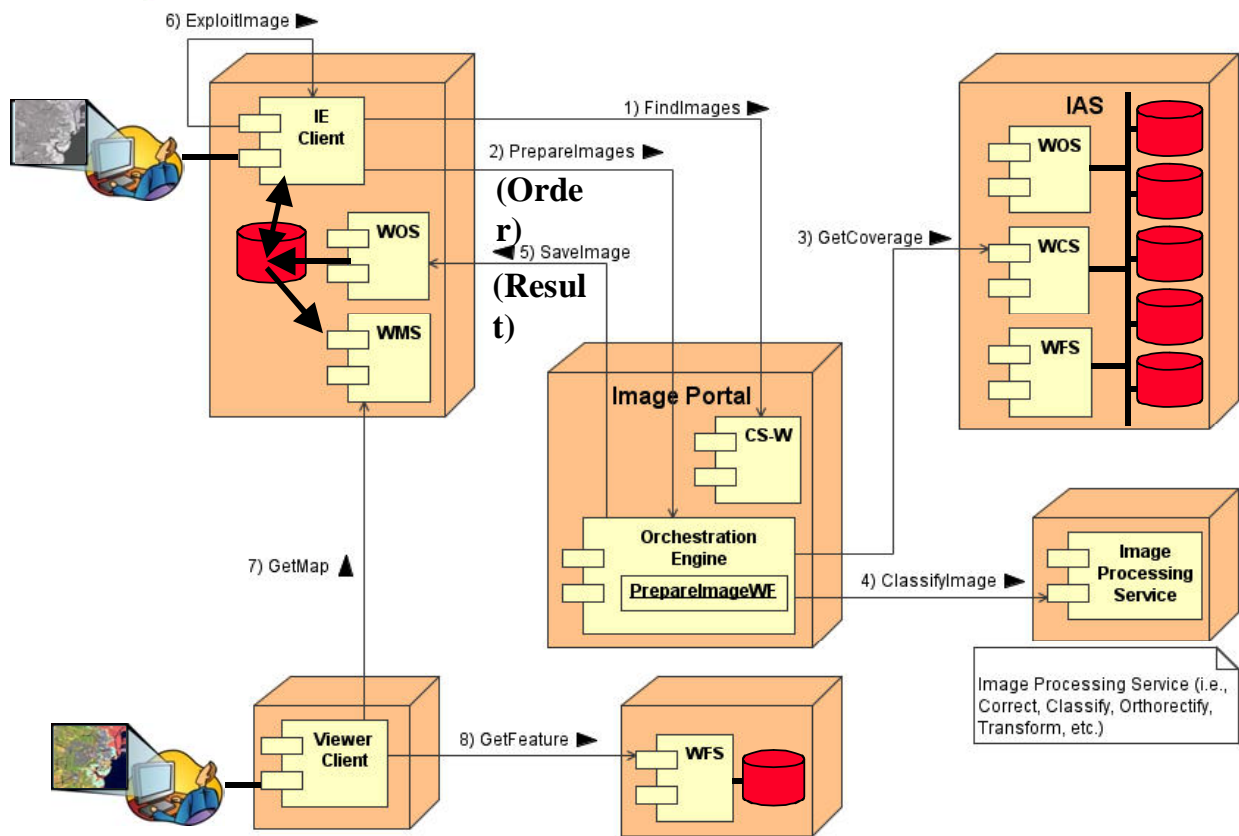 6) ExploitImage
IE
Client
1) FindImages
2) PrepareImages
(Orde
r)
WOS
5) SaveImage
(Resul
t)
WMS
IAS
WOS
3) GetCoverage
WCS
WFS
Image Portal
CS-W
Orchestration
Engine
PrepareImageWF
4) ClassifyImage
Image
Processing
Service
Image Processing Service (i.e.,
Correct, Classify, Orthorectify,
Transform, etc.)
7) GetMap
Viewer
Client
8) GetFeature
WFS